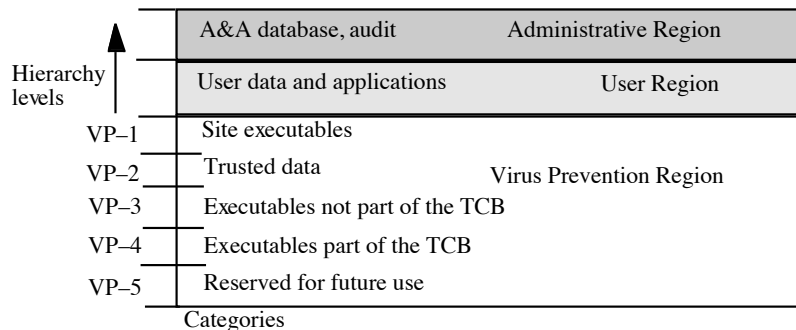 A&A database, audit Administrative Region
Hierarchy
levels
User data and applications User Region
VP–1 Site executables
VP–2 Trusted data Virus Prevention Region
VP–3 Executables not part of the TCB
VP–4 Executables part of the TCB
VP–5 Reserved for future use
Categories